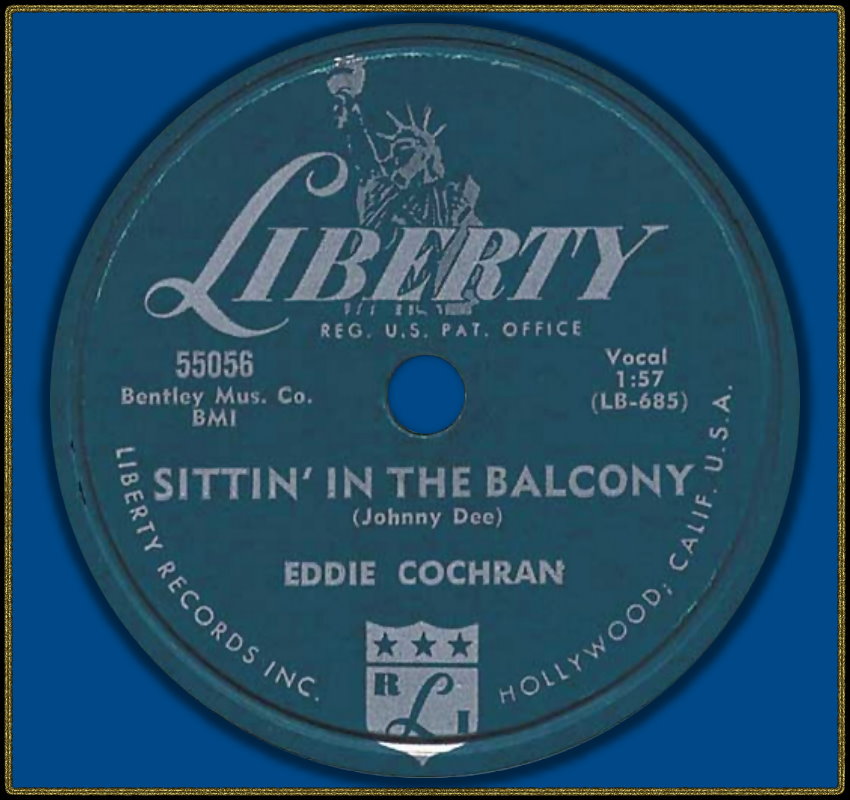 LIBERTY
REG. U.S. PAT. OFFICE
55056
Bentley Mus. Co.
BMI
Vocal
1:57
(LB-685)
SITTIN' IN THE BALCONY
(Johnny Dee)
EDDIE COCHRAN
LIBERTY RECORDS INC.
HOLLYWOOD; CALIF. U.S.A.
R L I